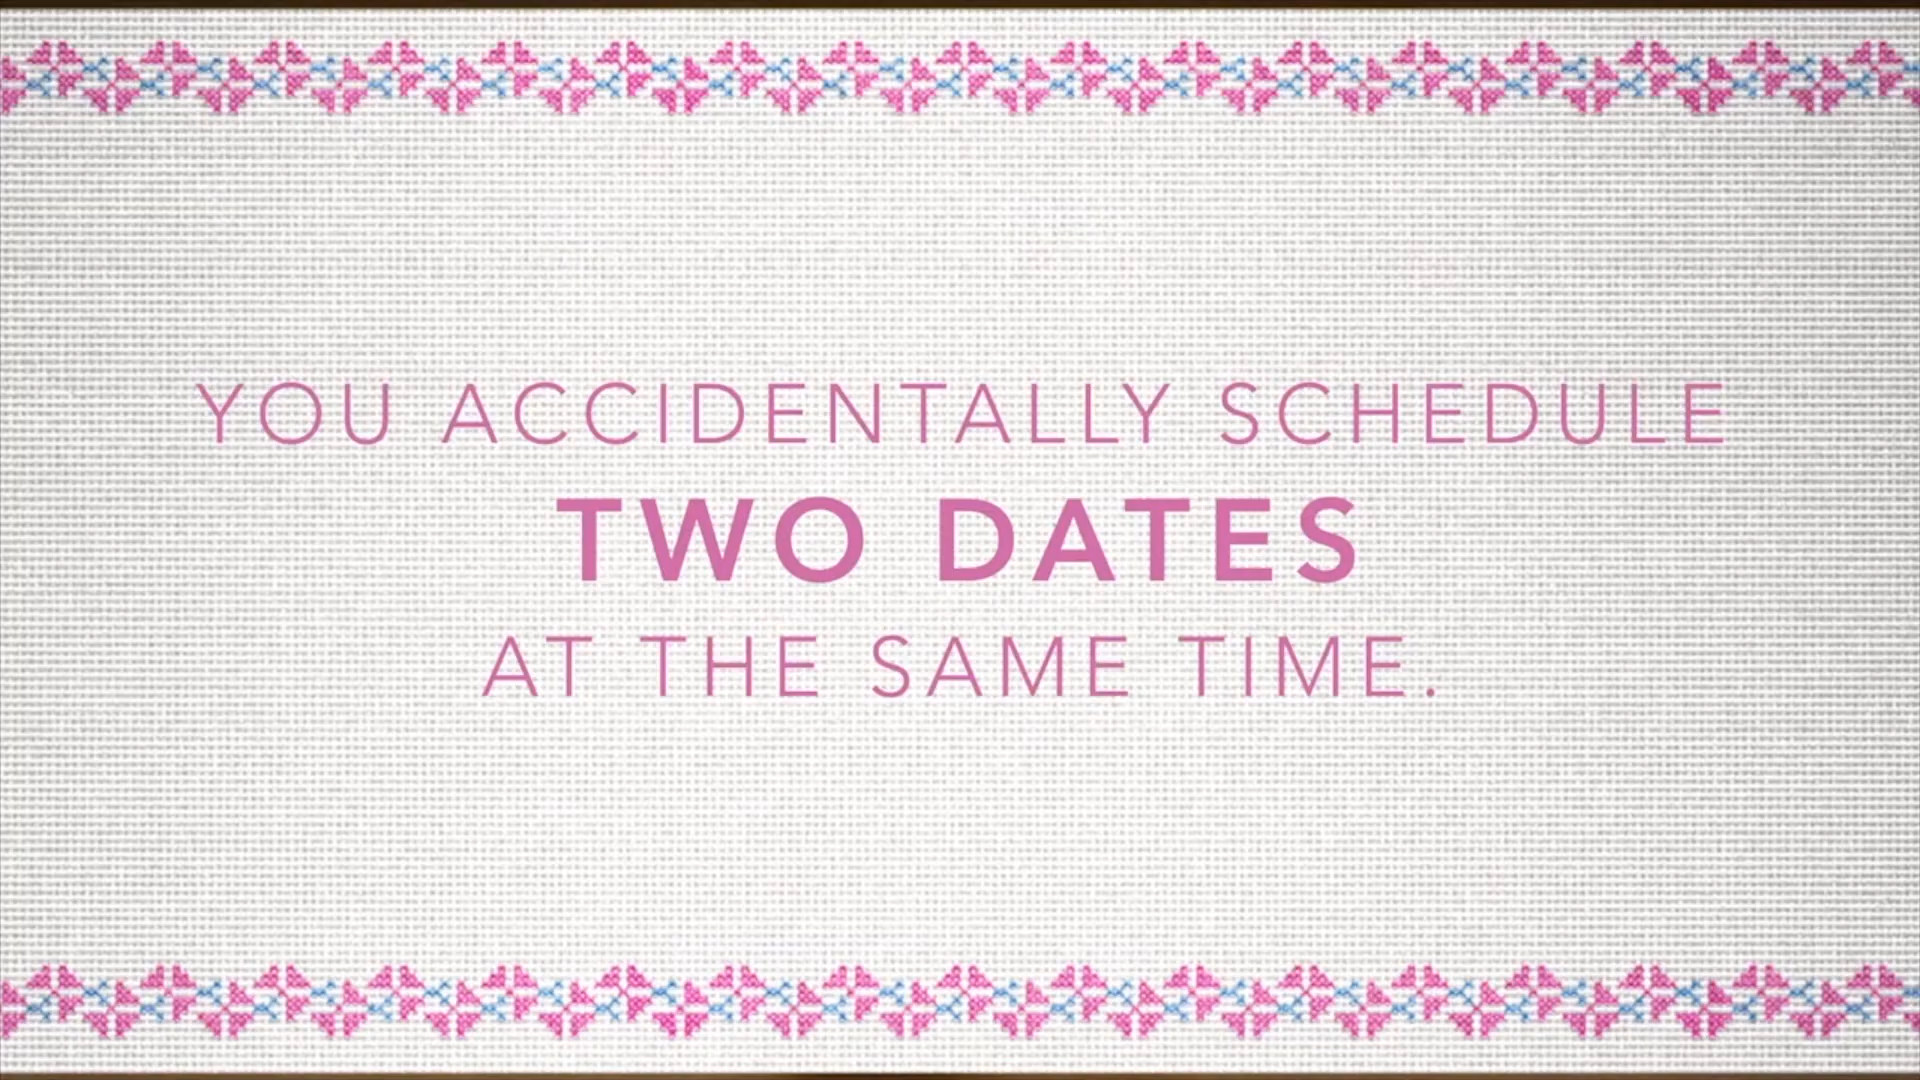 YOU ACCIDENTALLY SCHEDULE
TWO DATES
AT THE SAME TIME.